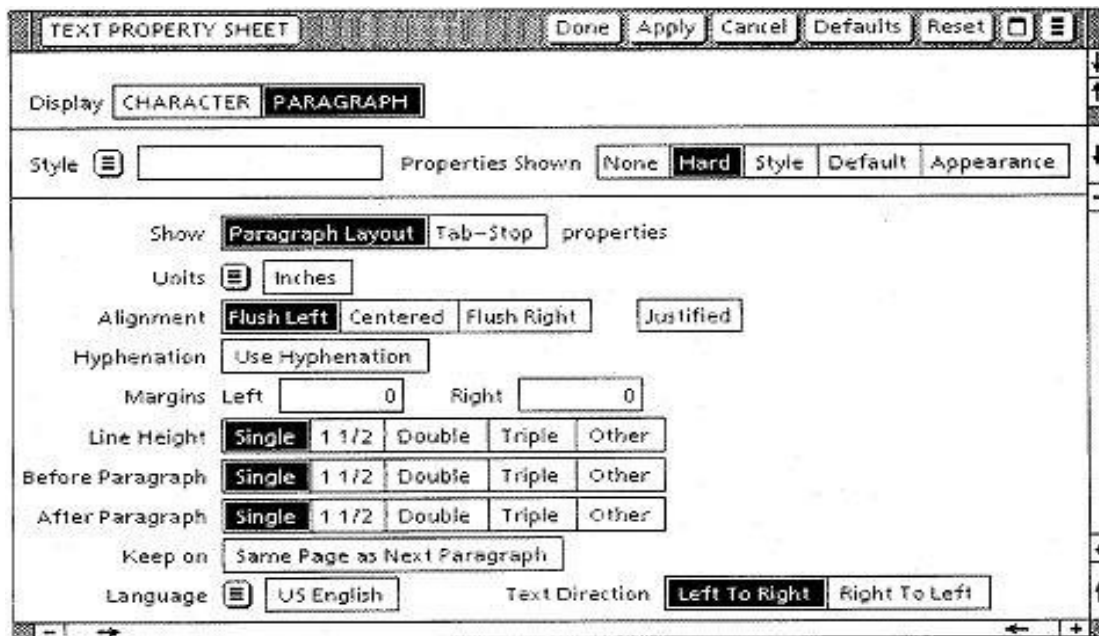 TEXT PROPERTY SHEET Done Apply Cancel Defaults Reset
Display CHARACTER PARAGRAPH
Style Properties Shown None Hard Style Default Appearance
Show Paragraph Layout Tab-Stop properties
Units Inches
Alignment Flush Left Centered Flush Right Justified
Hyphenation Use Hyphenation
Margins Left 0 Right 0
Line Height Single 1 1/2 Double Triple Other
Before Paragraph Single 1 1/2 Double Triple Other
After Paragraph Single 1 1/2 Double Triple Other
Keep on Same Page as Next Paragraph
Language US English Text Direction Left To Right Right To Left